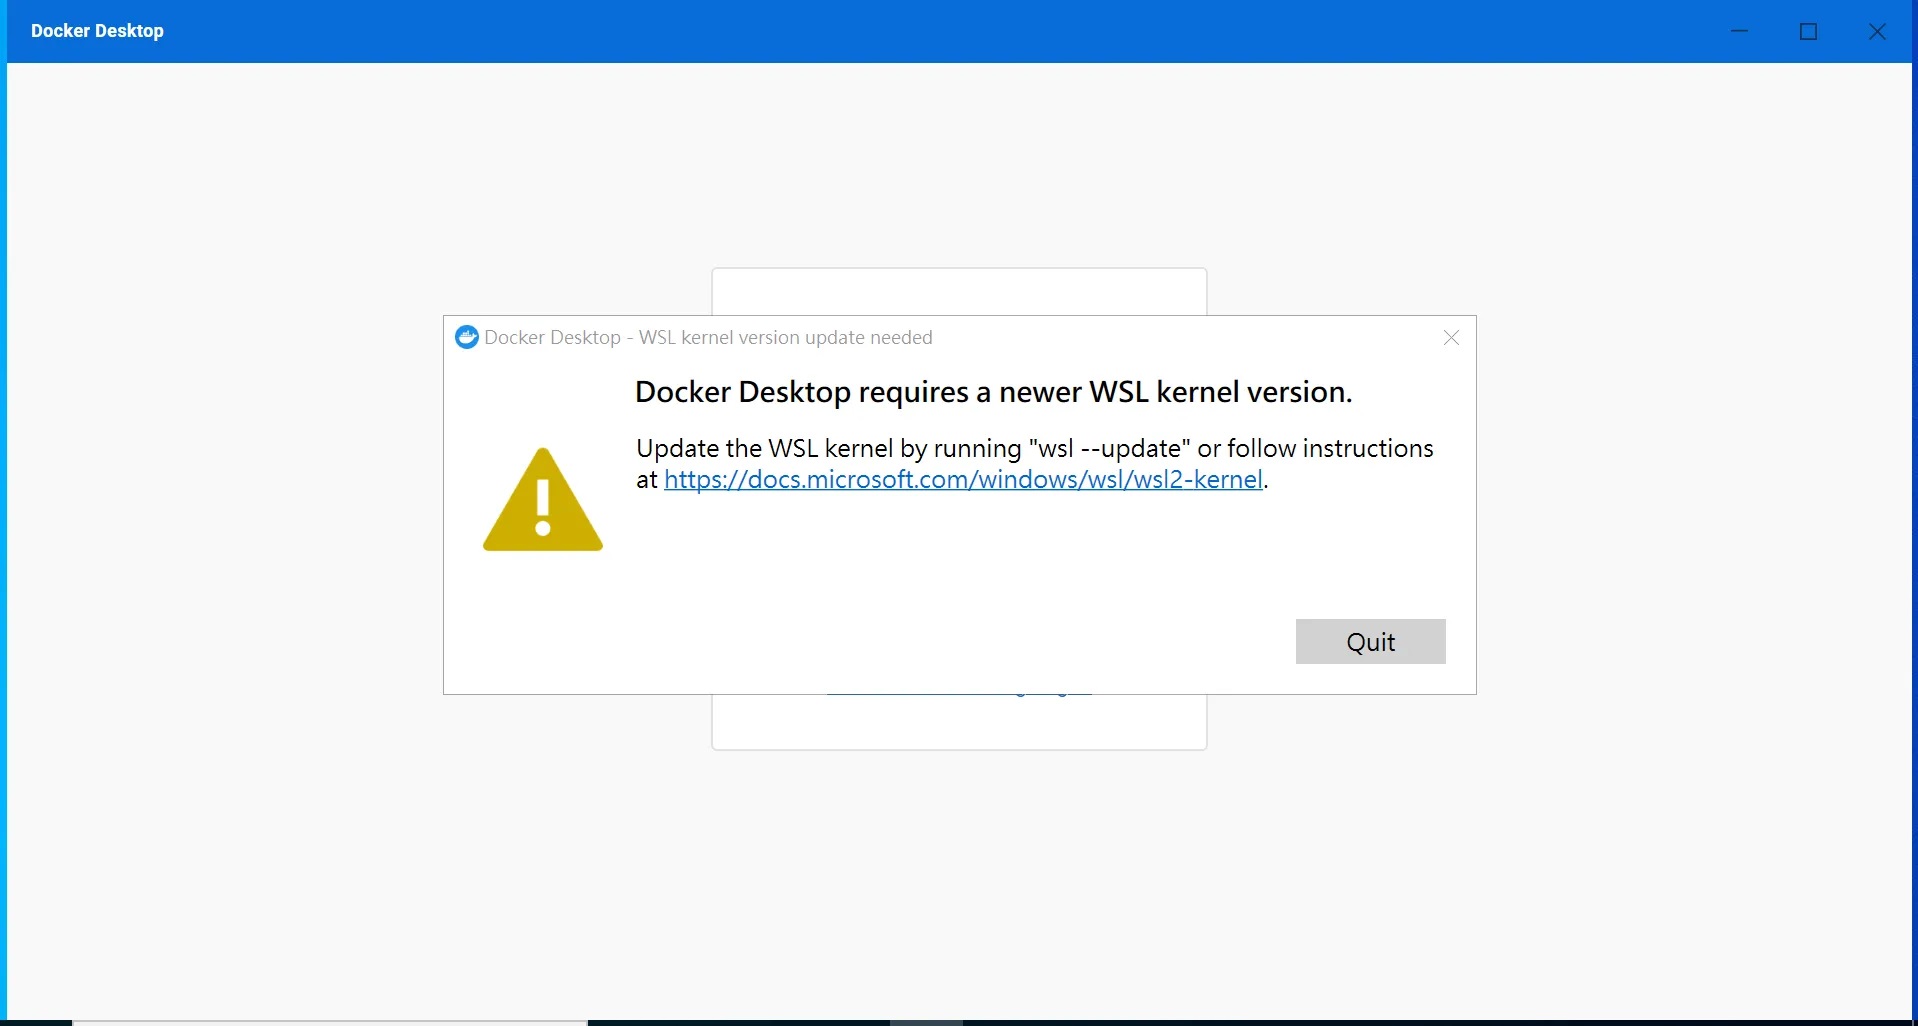 Docker Desktop
Docker Desktop - WSL kernel version update needed
Docker Desktop requires a newer WSL kernel version.
Update the WSL kernel by running "wsl --update" or follow instructions
at https://docs.microsoft.com/windows/wsl/wsl2-kernel.
Quit